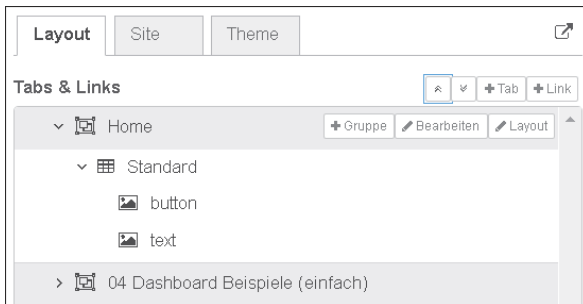 Layout Site Theme
Tabs & Links +Tab +Link
Home +Gruppe Bearbeiten Layout
Standard
button
text
04 Dashboard Beispiele (einfach)